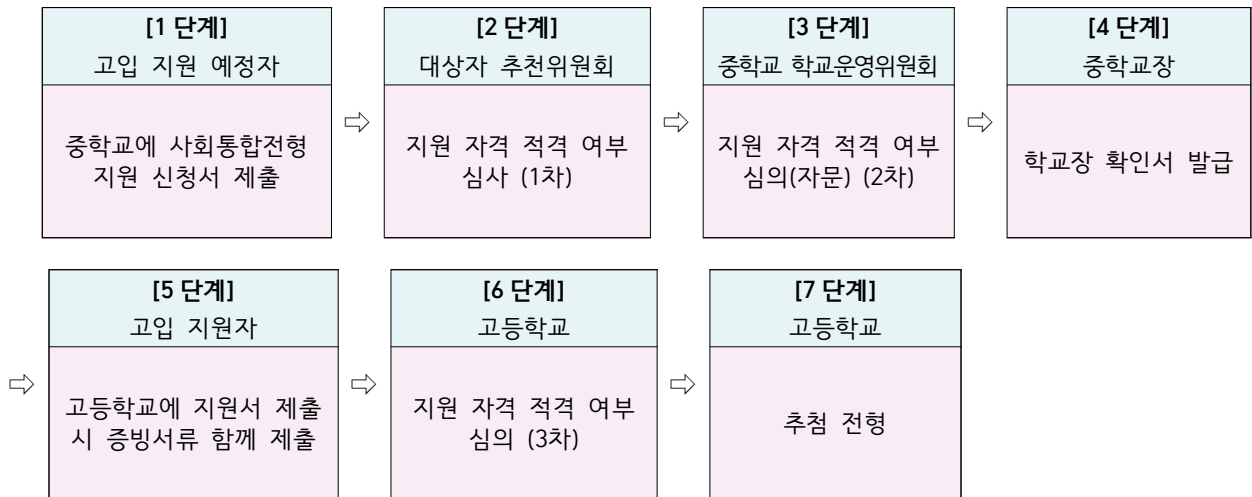 [1 단계]
고입 지원 예정자
중학교에 사회통합전형
지원 신청서 제출
⇨
[2 단계]
대상자 추천위원회
지원 자격 적격 여부
심사 (1차)
⇨
[3 단계]
중학교 학교운영위원회
지원 자격 적격 여부
심의(자문) (2차)
⇨
[4 단계]
중학교장
학교장 확인서 발급
⇨
[5 단계]
고입 지원자
고등학교에 지원서 제출
시 증빙서류 함께 제출
⇨
[6 단계]
고등학교
지원 자격 적격 여부
심의 (3차)
⇨
[7 단계]
고등학교
추첨 전형